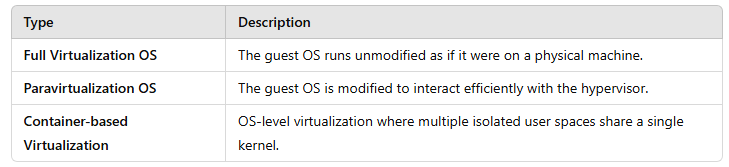 Type Description
Full Virtualization OS The guest OS runs unmodified as if it were on a physical machine.
Paravirtualization OS The guest OS is modified to interact efficiently with the hypervisor.
Container-based Virtualization OS-level virtualization where multiple isolated user spaces share a single
kernel.